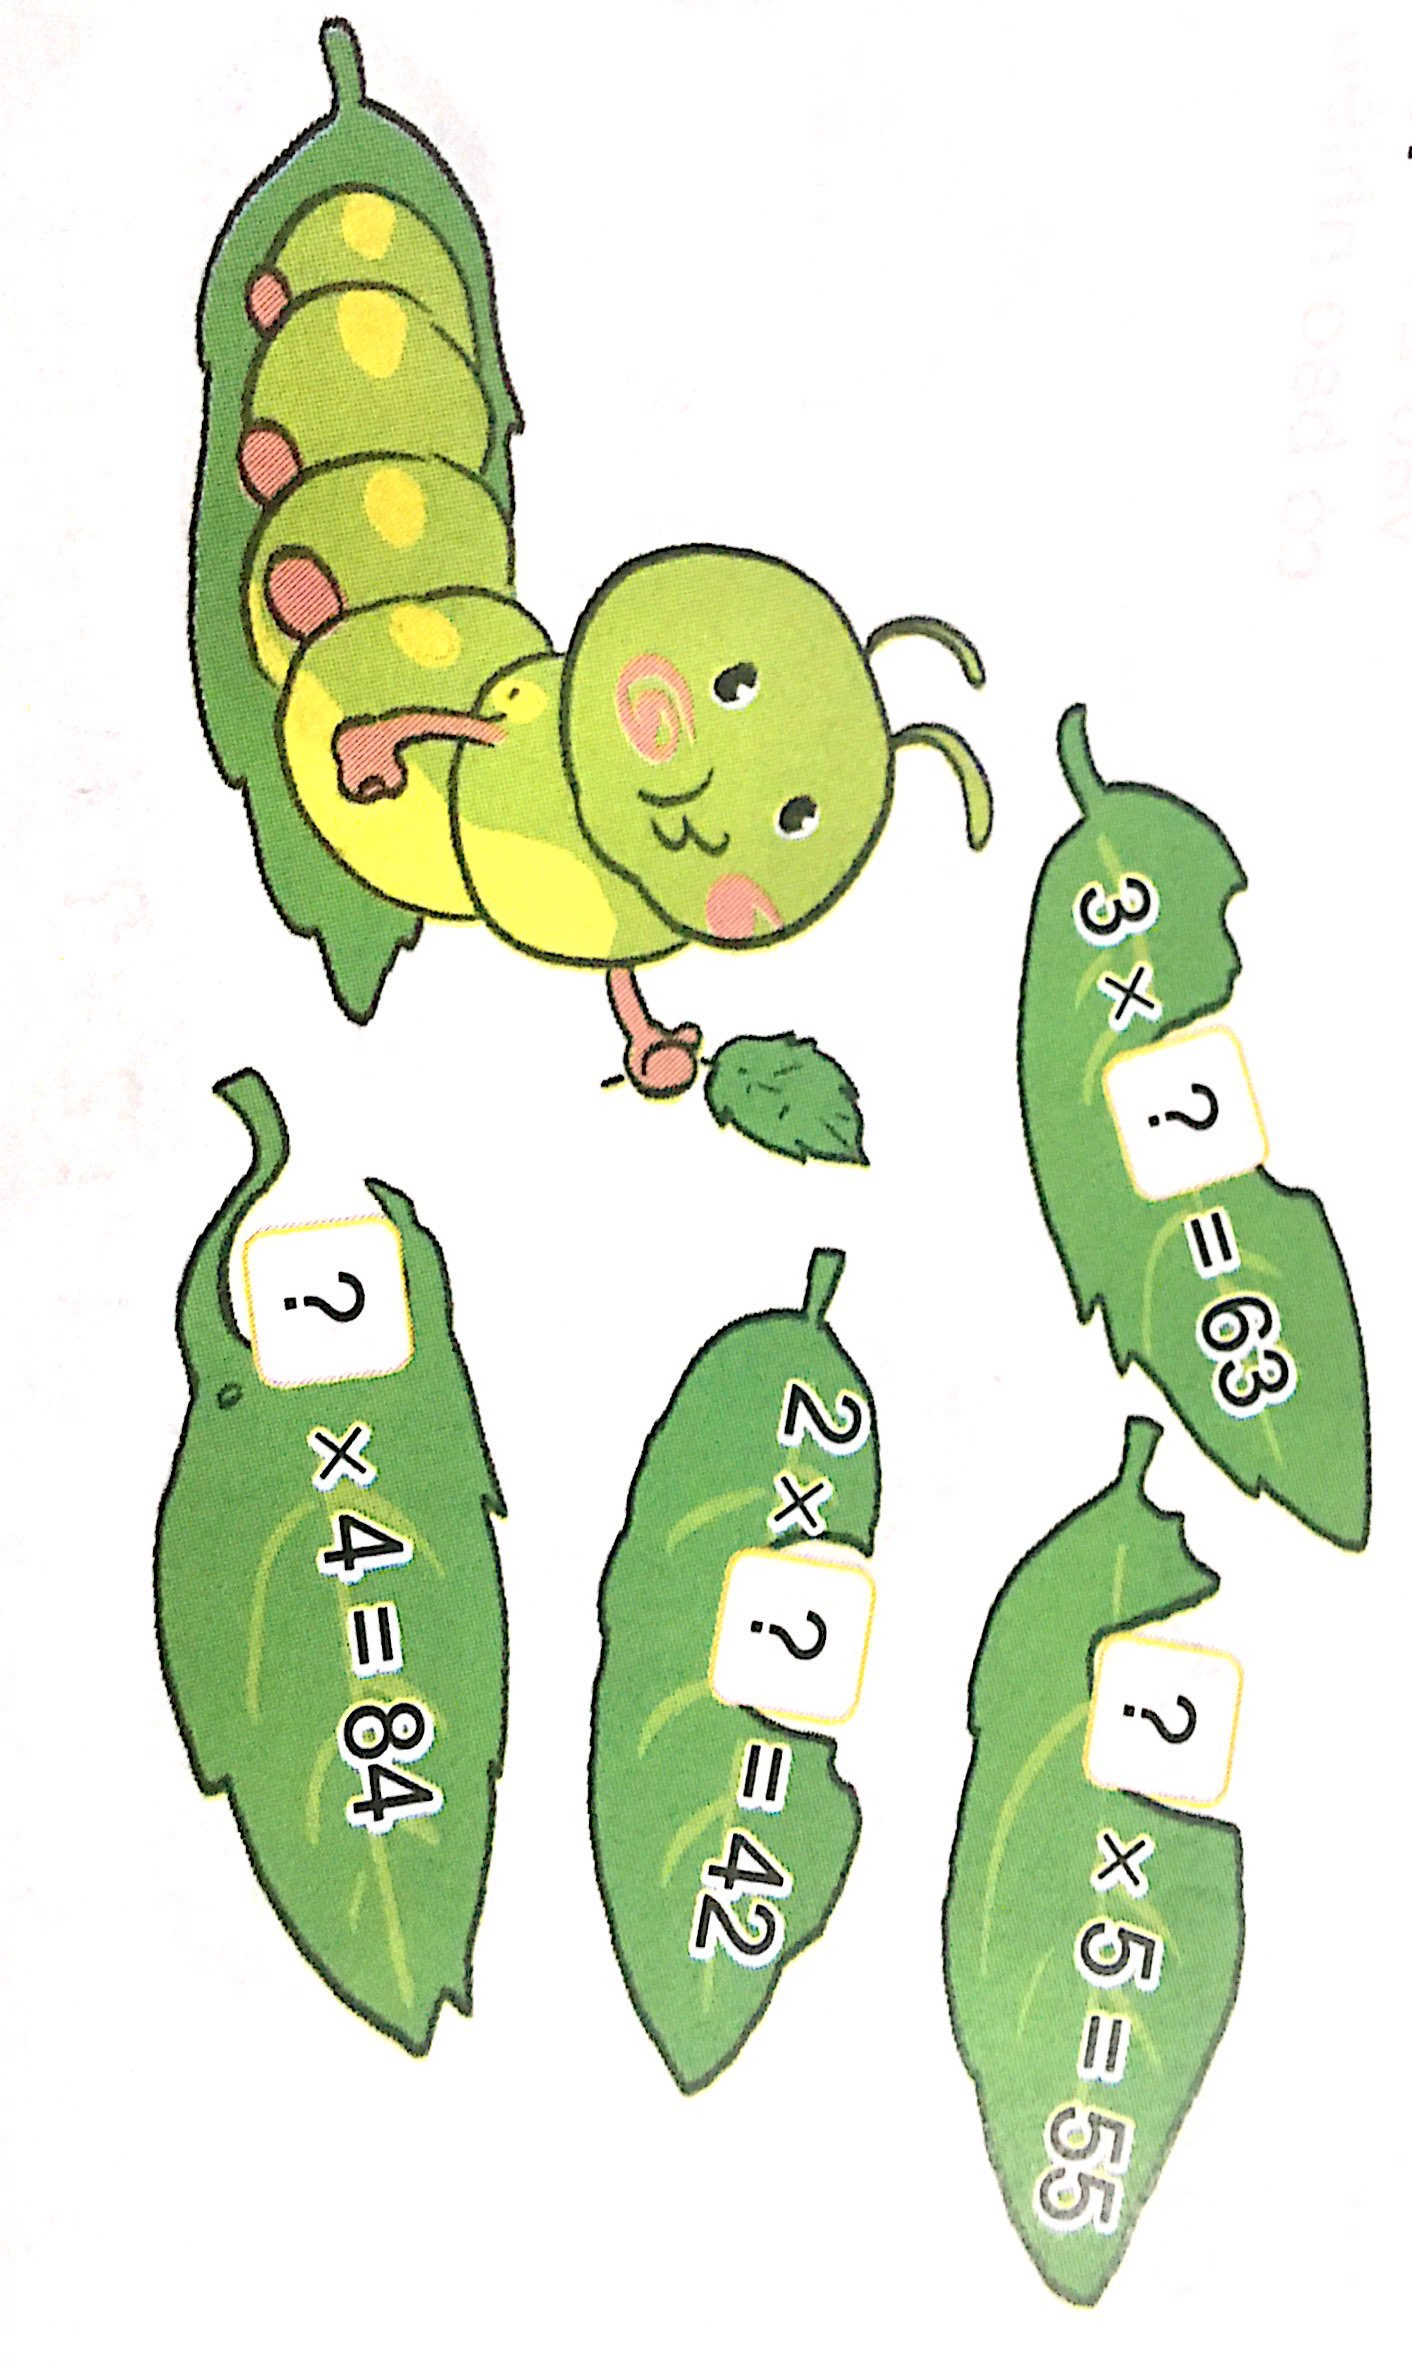 3 × ? = 63
? × 5 = 55
2 × ? = 42
? × 4 = 84